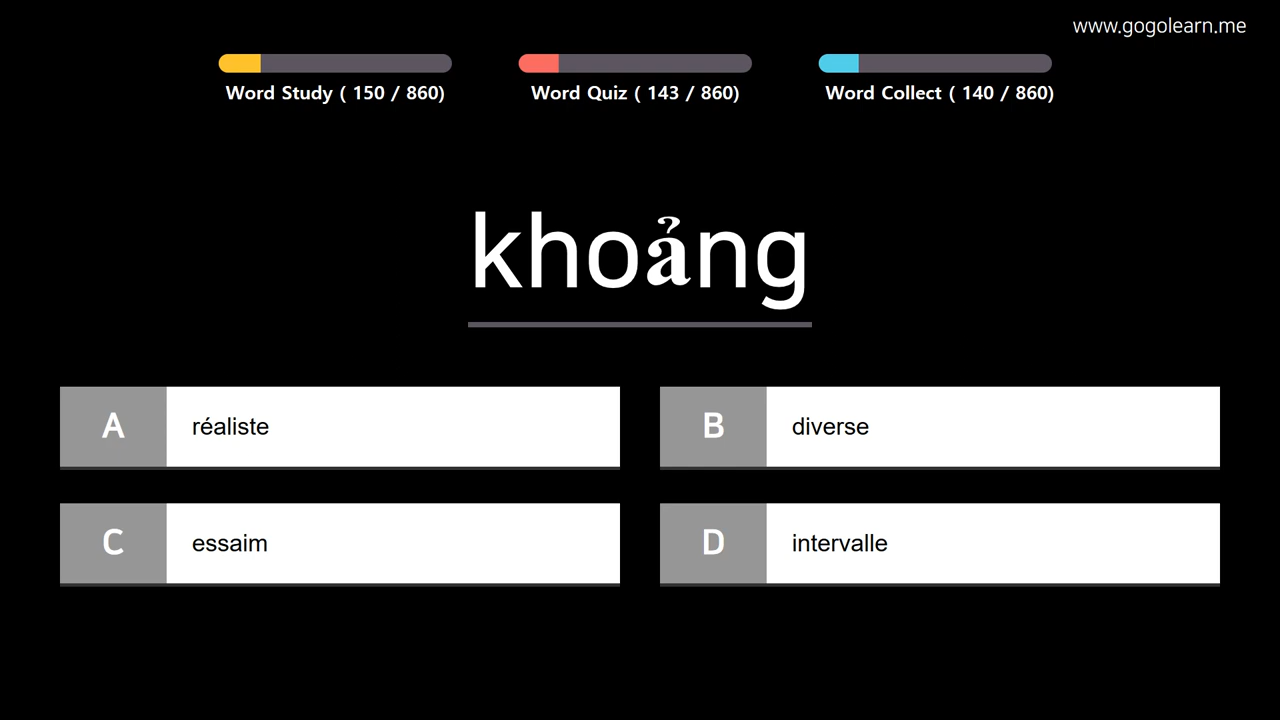 www.gogolearn.me
Word Study ( 150 / 860)
Word Quiz ( 143 / 860)
Word Collect ( 140 / 860)
khoảng
A réaliste
B diverse
C essaim
D intervalle